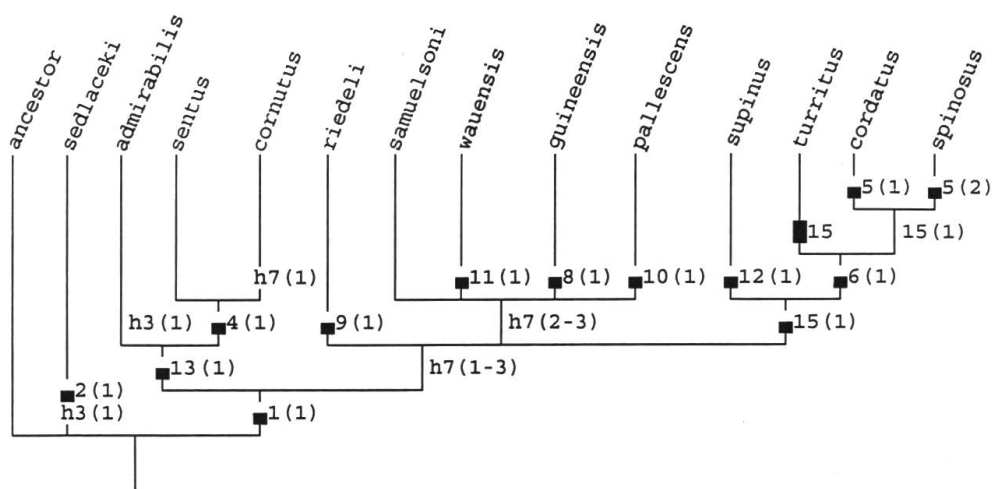 ancestor
sedlaceki
admirabilis
sentus
cornutus
riedeli
samuelsoni
wauensis
guineensis
pallescens
supinus
turritus
cordatus
spinosus
5(1)
5(2)
15
15(1)
h7(1)
11(1)
8(1)
10(1)
12(1)
6(1)
h3(1)
4(1)
9(1)
h7(2-3)
15(1)
13(1)
h7(1-3)
2(1)
h3(1)
1(1)